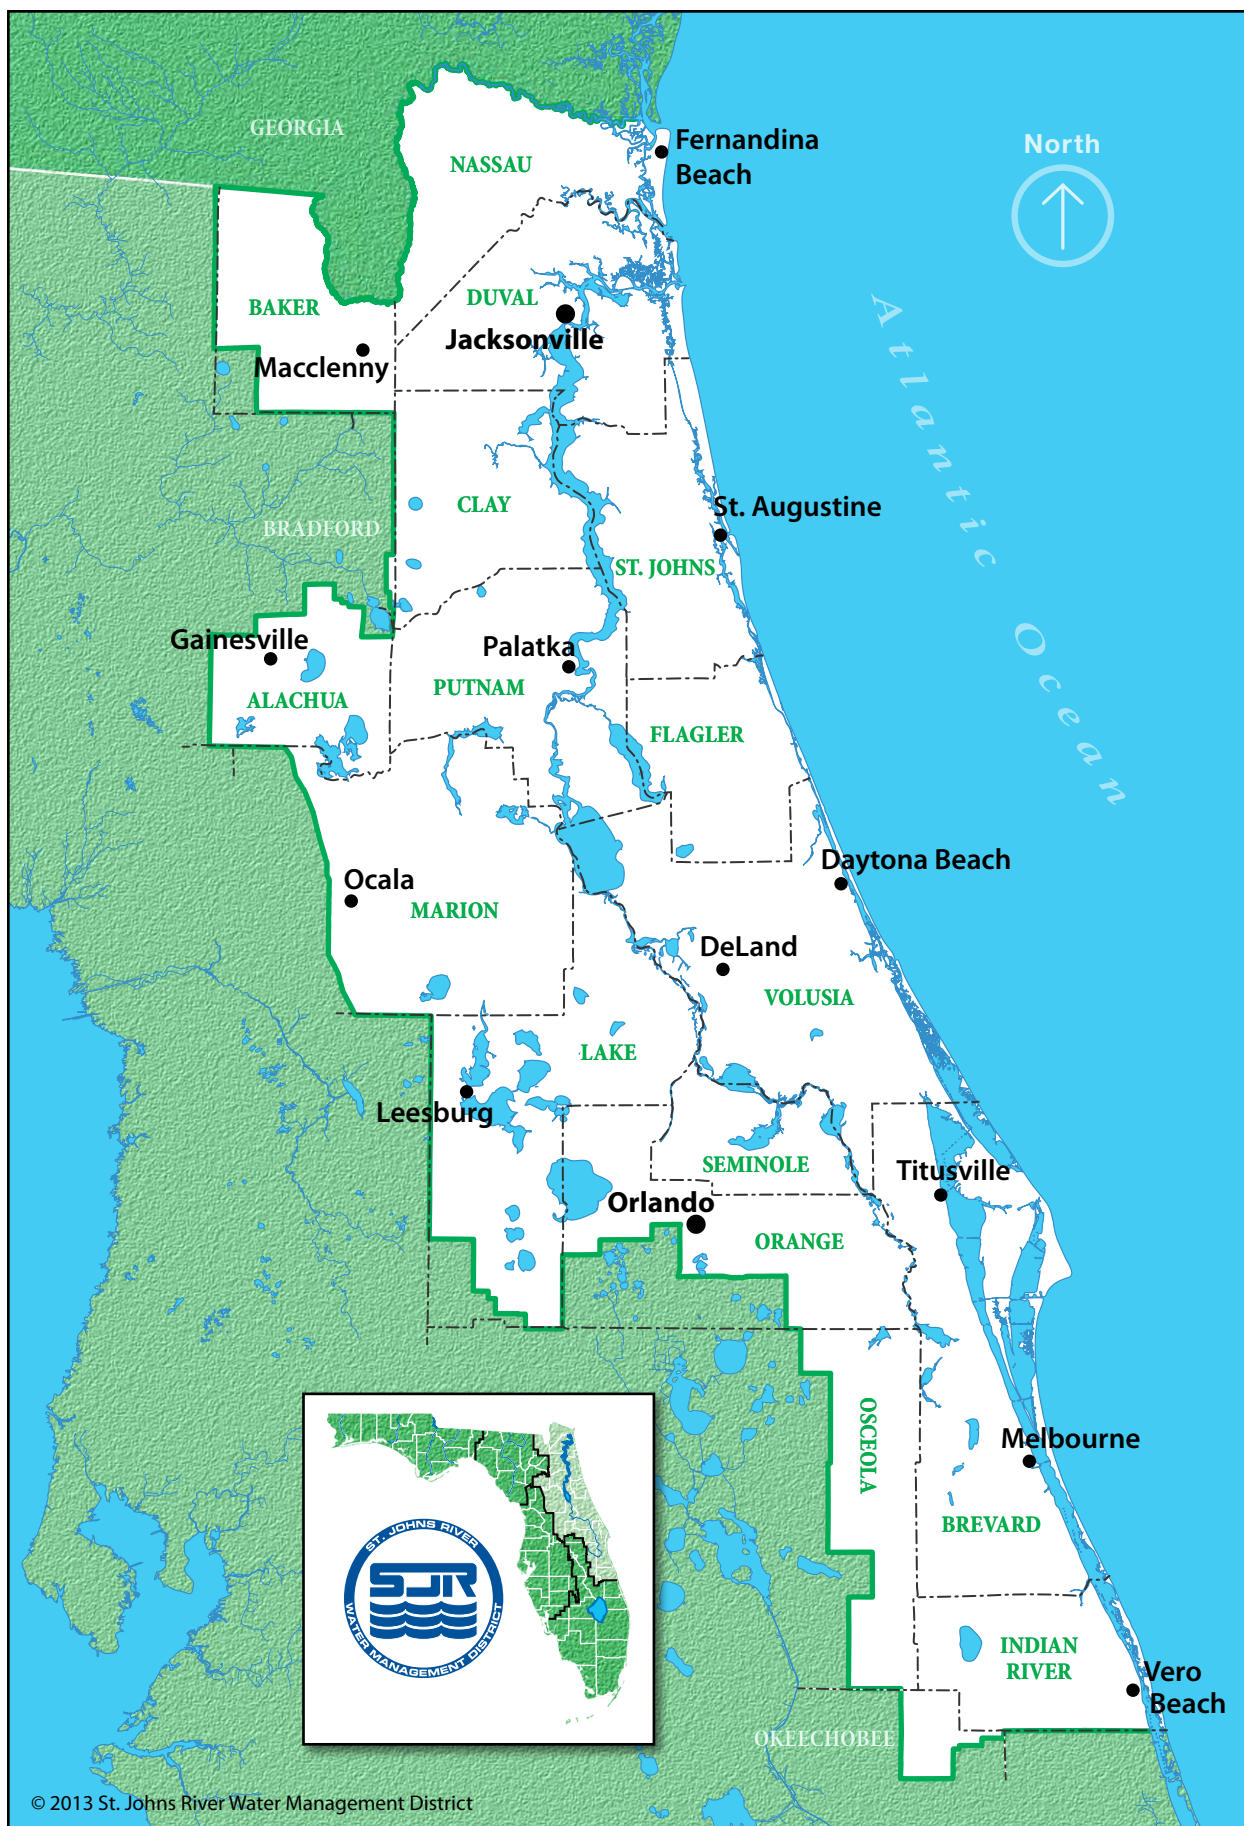 GEORGIA
NASSAU
Fernandina
Beach
North
BAKER
DUVAL
Jacksonville
Macclenny
Atlantic Ocean
CLAY
St. Augustine
BRADFORD
ST. JOHNS
Gainesville
Palatka
ALACHUA
PUTNAM
FLAGLER
Daytona Beach
Ocala
MARION
DeLand
VOLUSIA
LAKE
Leesburg
SEMINOLE
Titusville
Orlando
ORANGE
OSCEOLA
Melbourne
BREVARD
ST. JOHNS RIVER
SJR
WATER MANAGEMENT DISTRICT
INDIAN
RIVER
Vero
Beach
OKEECHOBEE
© 2013 St. Johns River Water Management District